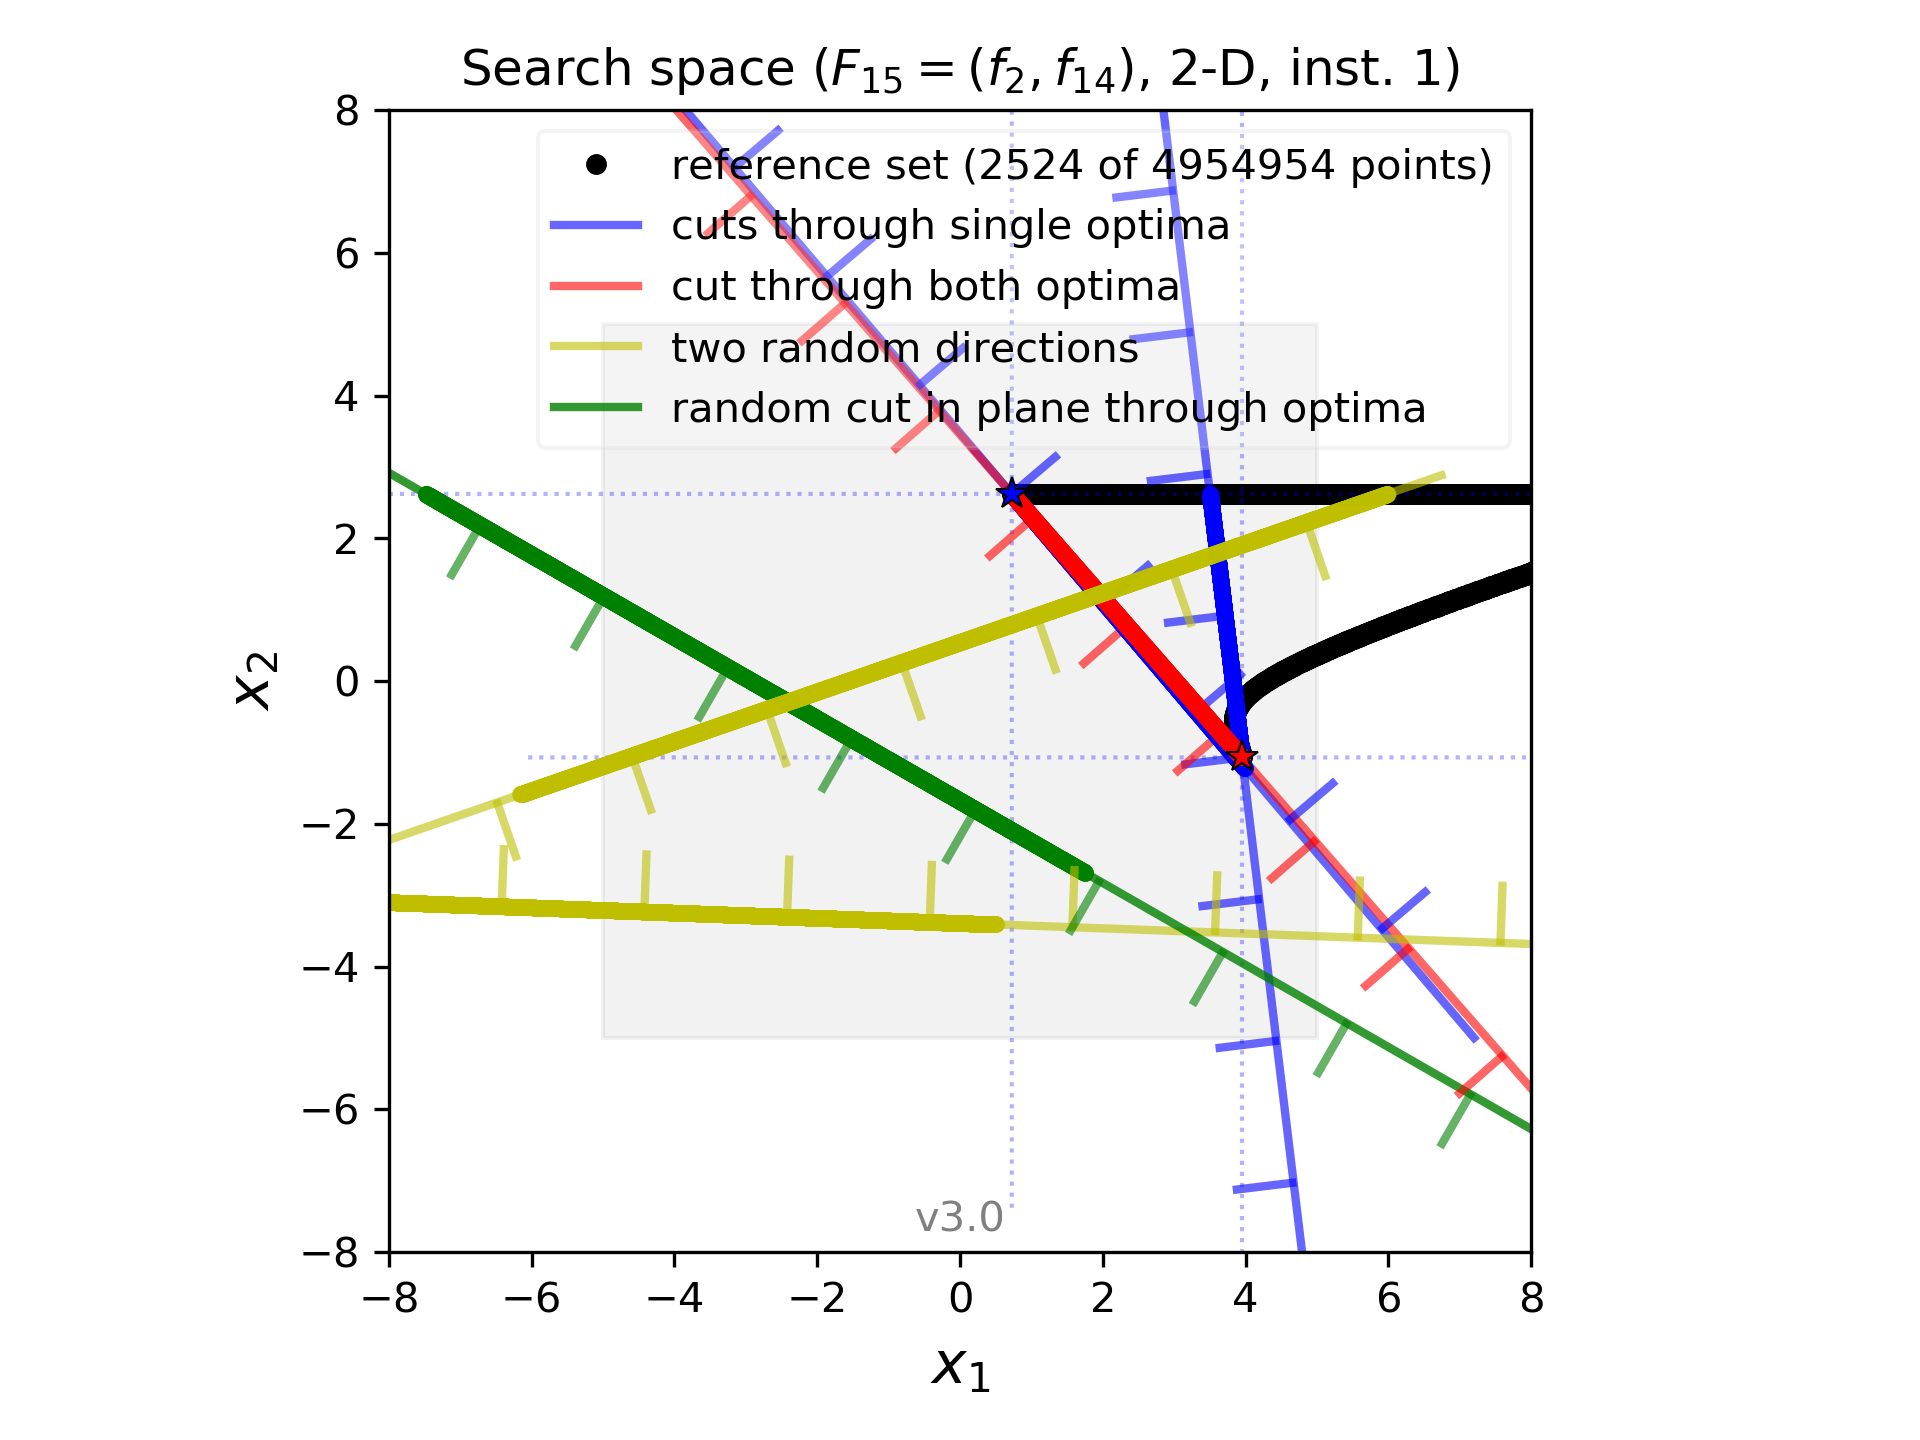 Search space (F₁₅ = (f₂, f₁₄), 2-D, inst. 1)
reference set (2524 of 4954954 points)
cuts through single optima
cut through both optima
two random directions
random cut in plane through optima
8
6
4
2
0
−2
−4
−6
−8
x₂
v3.0
−8 −6 −4 −2 0 2 4 6 8
x₁